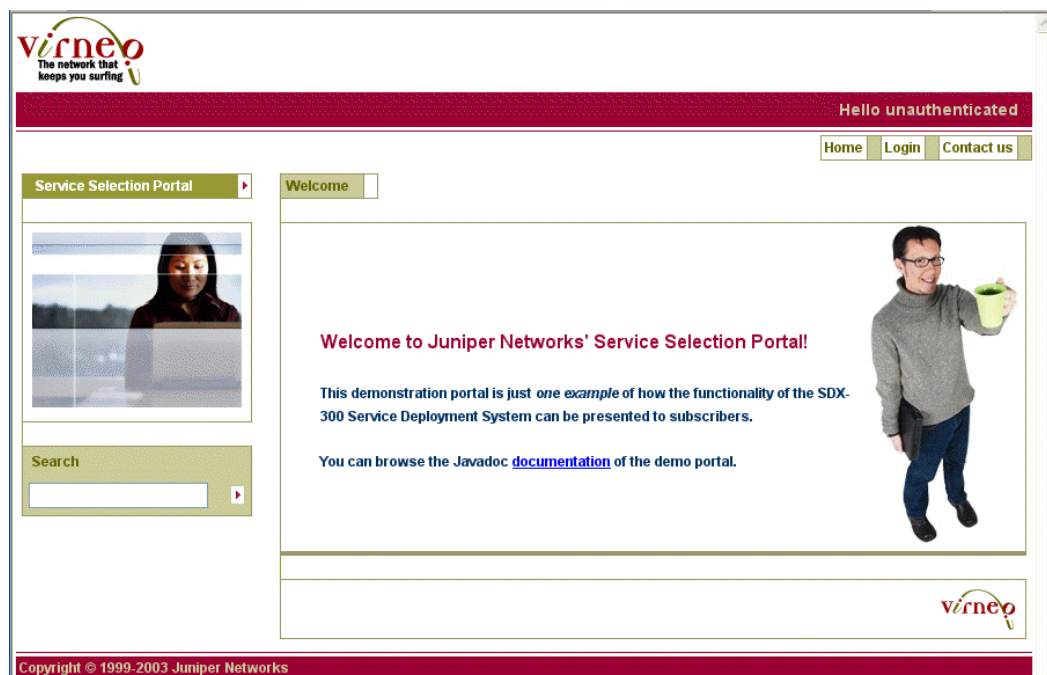 Virneo
The network that
keeps you surfing
Hello unauthenticated
Home Login Contact us
Service Selection Portal
Welcome
Welcome to Juniper Networks' Service Selection Portal!
This demonstration portal is just one example of how the functionality of the SDX-
300 Service Deployment System can be presented to subscribers.
You can browse the Javadoc documentation of the demo portal.
Search
Virneo
Copyright © 1999-2003 Juniper Networks